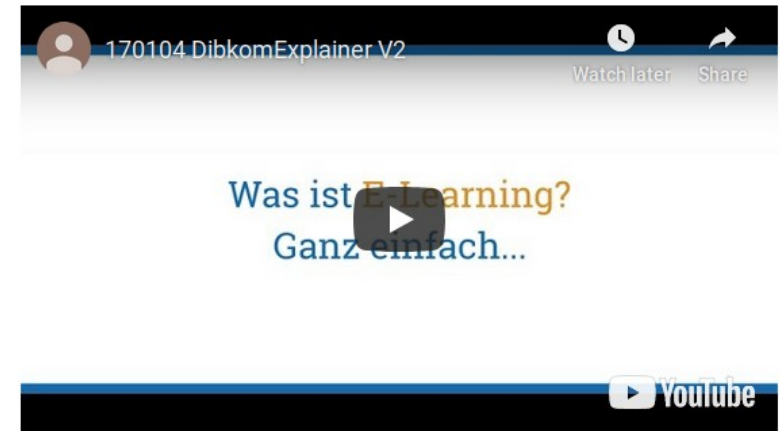 170104 DibkomExplainer V2
Watch later Share
Was ist E-Learning?
Ganz einfach...
YouTube